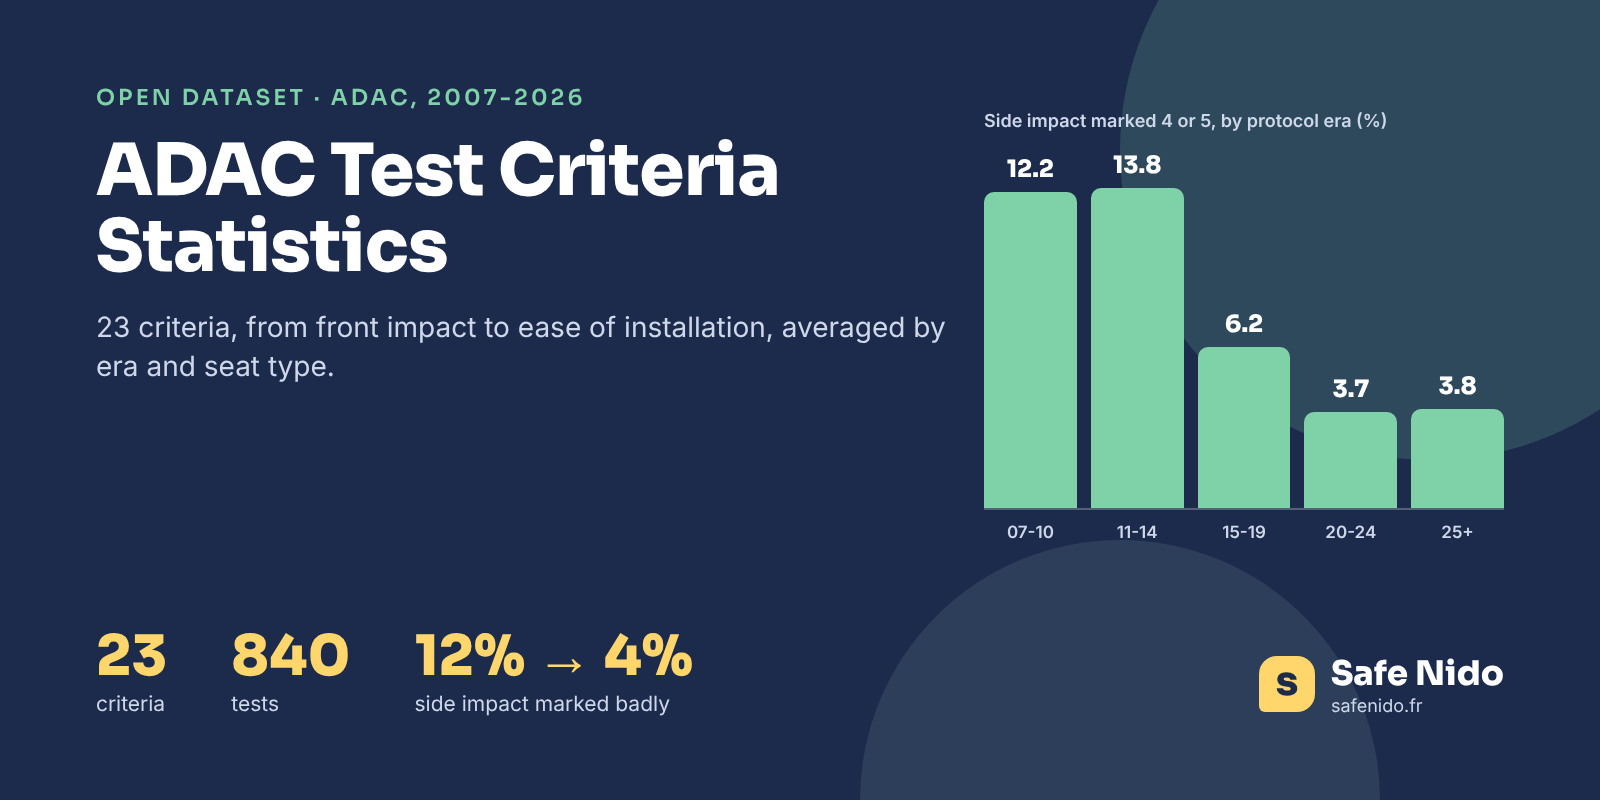 OPEN DATASET · ADAC, 2007–2026
ADAC Test Criteria
Statistics
23 criteria, from front impact to ease of installation, averaged by
era and seat type.
Side impact marked 4 or 5, by protocol era (%)
12.2
13.8
6.2
3.7
3.8
07-10
11-14
15-19
20-24
25+
23
criteria
840
tests
12% → 4%
side impact marked badly
S
Safe Nido
safenido.fr